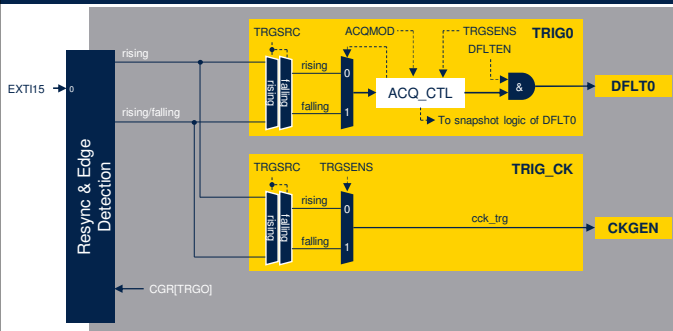 TRGSRC
ACQMOD
TRGSENS
TRIG0
DFLTEN
rising
EXTI15
0
rising
falling
rising
0
falling
1
ACQ_CTL
&
DFLT0
To snapshot logic of DFLT0
rising/falling
Resync & Edge
Detection
TRGSRC
TRGSENS
TRIG_CK
rising
falling
rising
0
falling
1
cck_trg
CKGEN
CGR[TRGO]